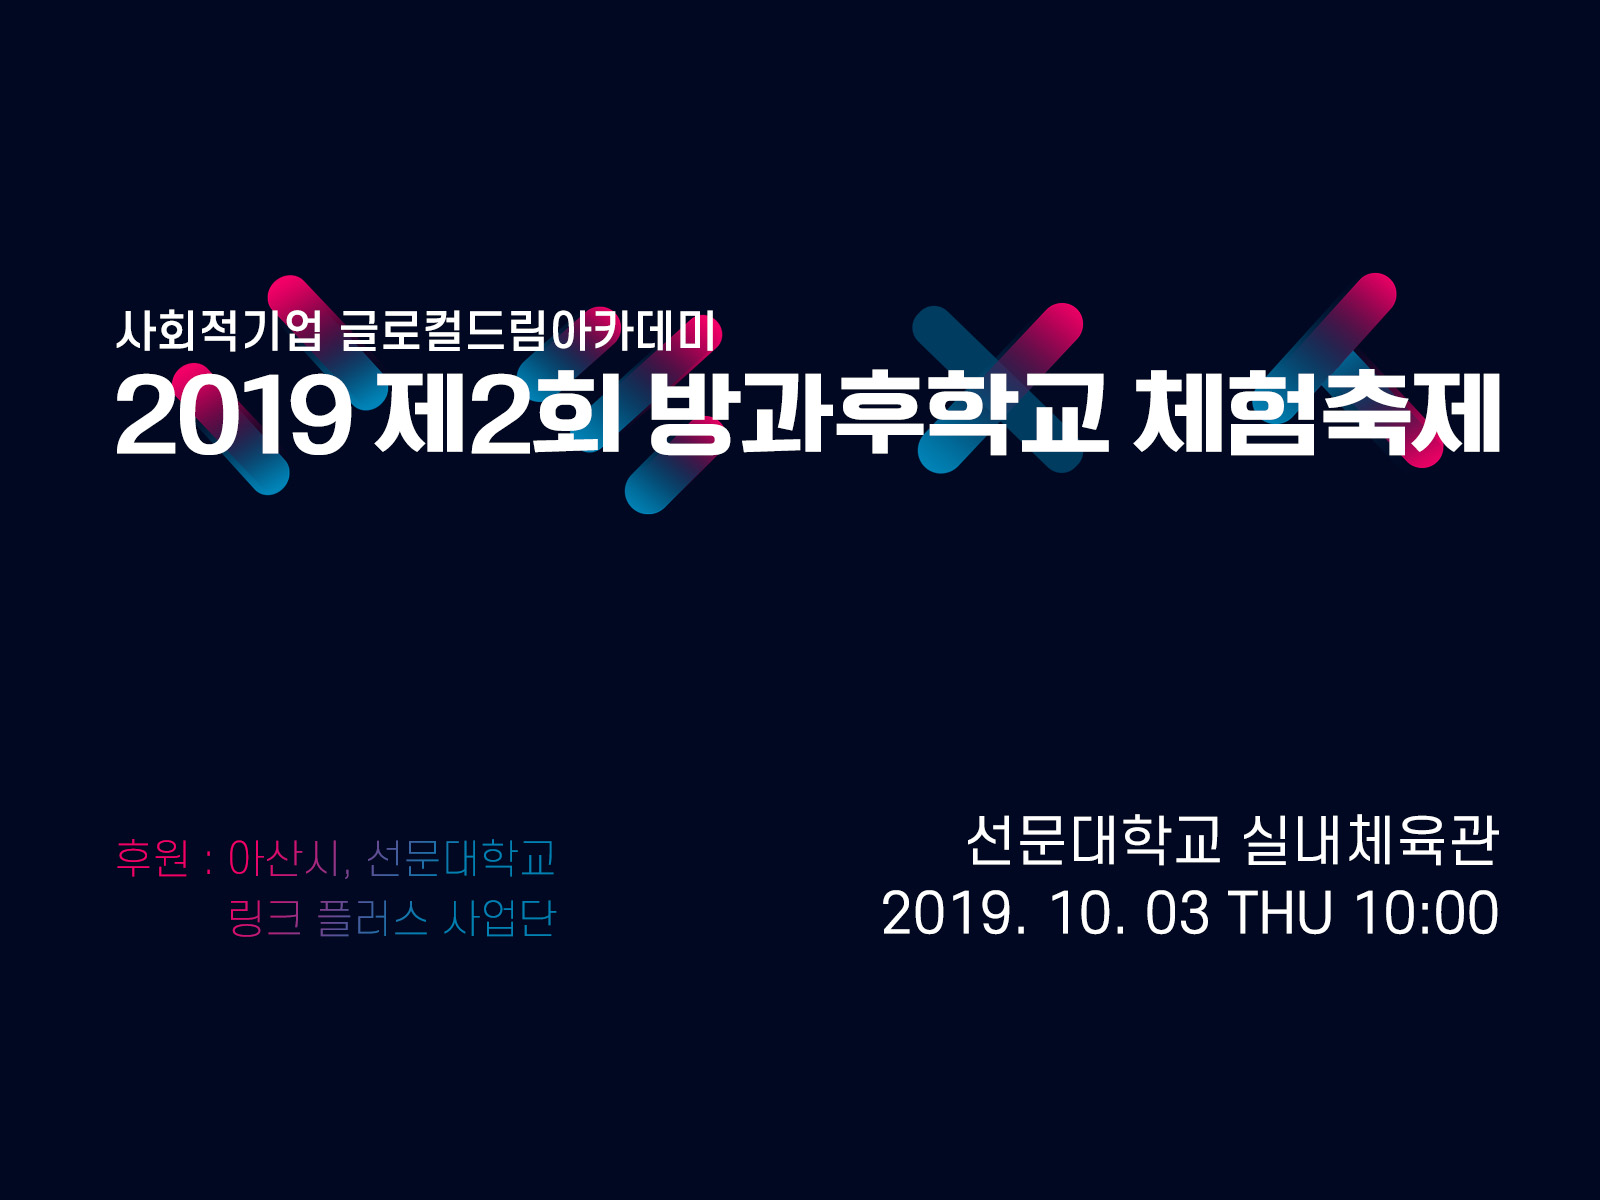 사회적기업 글로컬드림아카데미
2019 제2회 방과후학교 체험축제
후원 : 아산시, 선문대학교
링크 플러스 사업단
선문대학교 실내체육관
2019. 10. 03 THU 10:00